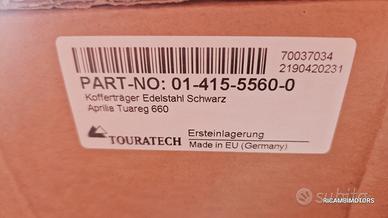 70037034
2190420231
PART-NO: 01-415-5560-0
Kofferträger Edelstahl Schwarz
Aprilia Tuareg 660
TOURATECH
Ersteinlagerung
Made in EU (Germany)
subito
RICAMBIMOTORS